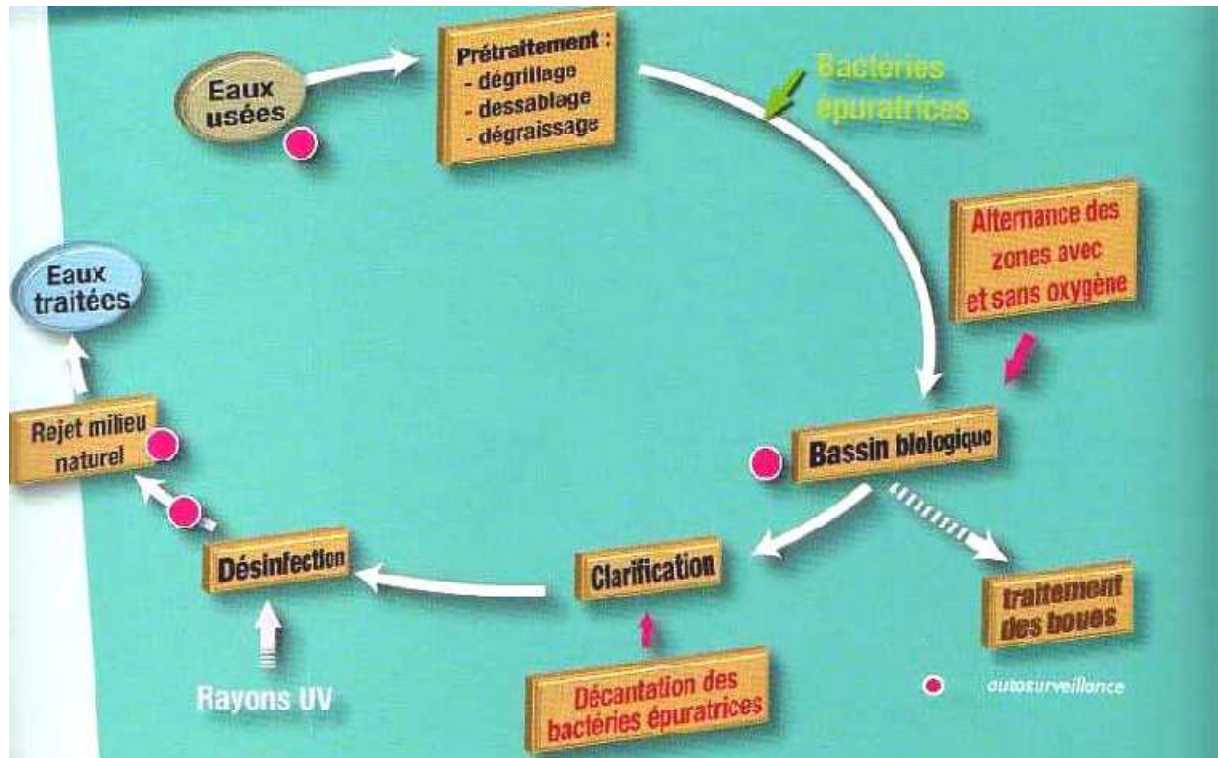 Eaux
usées
Prétraitement :
- dégrillage
- dessablage
- dégraissage
Bactéries
épuratrices
Alternance des
zones avec
et sans oxygène
Bassin biologique
traitement
des boues
Clarification
Décantation des
bactéries épuratrices
Désinfection
Rayons UV
Rejet milieu
naturel
Eaux
traitées
autosurveillance